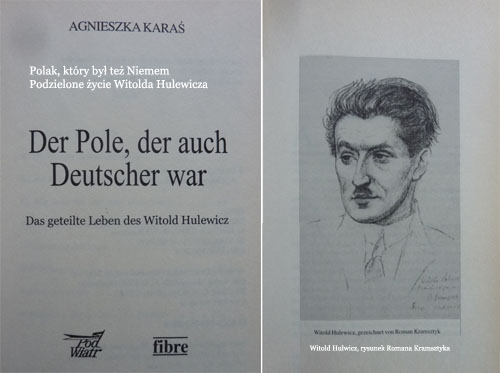 AGNIESZKA KARAŚ
Polak, który był też Niemem
Podzielone życie Witolda Hulewicza
Der Pole, der auch
Deutscher war
Das geteilte Leben des Witold Hulewicz
Pod
Wiatr
fibre
Witold Hulewicz, gezeichnet von Roman Kramsztyk
Witold Hulwicz, rysunek Romana Kramsztyka